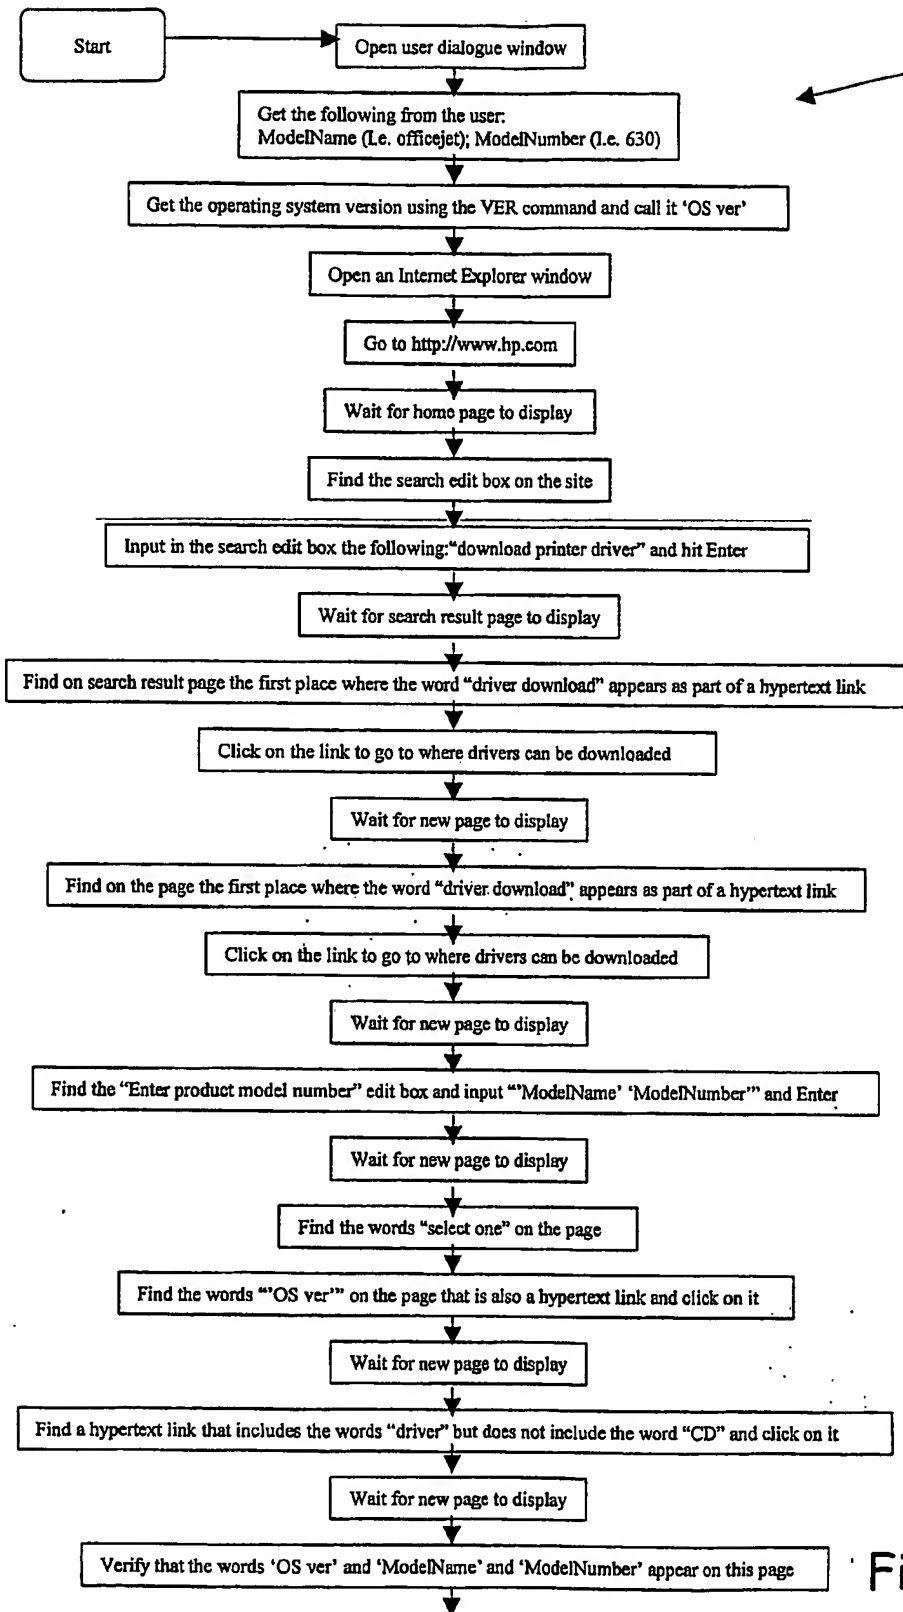 Start
Open user dialogue window
Get the following from the user:
ModelName (I.e. officejet); ModelNumber (I.e. 630)
Get the operating system version using the VER command and call it ‘OS ver’
Open an Internet Explorer window
Go to http://www.hp.com
Wait for home page to display
Find the search edit box on the site
Input in the search edit box the following:“download printer driver” and hit Enter
Wait for search result page to display
Find on search result page the first place where the word “driver download” appears as part of a hypertext link
Click on the link to go to where drivers can be downloaded
Wait for new page to display
Find on the page the first place where the word “driver download” appears as part of a hypertext link
Click on the link to go to where drivers can be downloaded
Wait for new page to display
Find the “Enter product model number” edit box and input “‘ModelName’ ‘ModelNumber’” and Enter
Wait for new page to display
Find the words “select one” on the page
Find the words “‘OS ver’” on the page that is also a hypertext link and click on it
Wait for new page to display
Find a hypertext link that includes the words “driver” but does not include the word “CD” and click on it
Wait for new page to display
Verify that the words ‘OS ver’ and ‘ModelName’ and ‘ModelNumber’ appear on this page